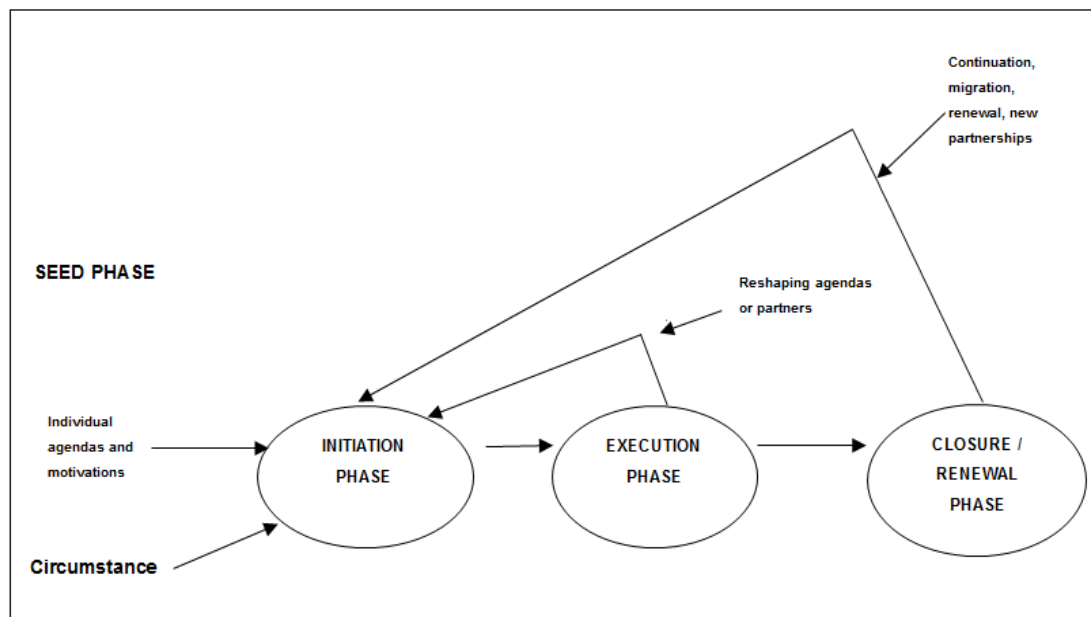 Continuation,
migration,
renewal, new
partnerships
SEED PHASE
Reshaping agendas
or partners
Individual
agendas and
motivations
INITIATION
PHASE
EXECUTION
PHASE
CLOSURE /
RENEWAL
PHASE
Circumstance